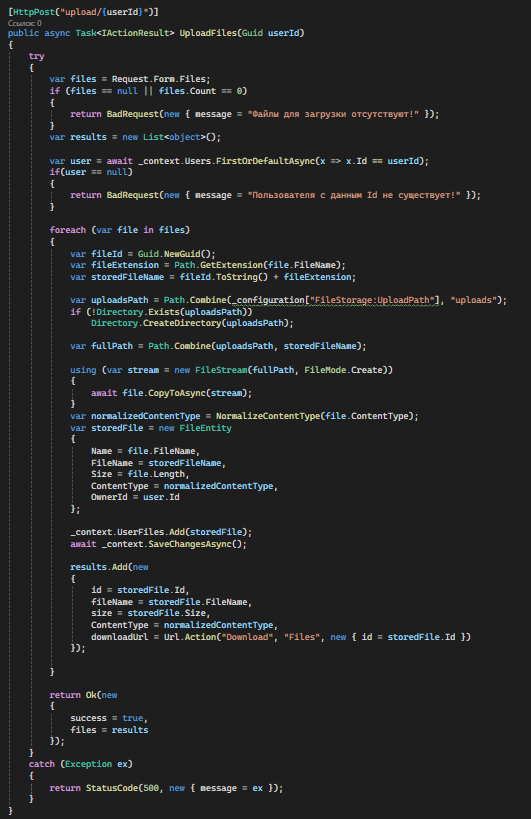 [HttpPost("upload/{userId}")]
Ссылок: 0
public async Task<IActionResult> UploadFiles(Guid userId)
{
try
{
var files = Request.Form.Files;
if (files == null || files.Count == 0)
{
return BadRequest(new { message = "Файлы для загрузки отсутствуют!" });
}
var results = new List<object>();
var user = await _context.Users.FirstOrDefaultAsync(x => x.Id == userId);
if(user == null)
{
return BadRequest(new { message = "Пользователя с данным Id не существует!" });
}
foreach (var file in files)
{
var fileId = Guid.NewGuid();
var fileExtension = Path.GetExtension(file.FileName);
var storedFileName = fileId.ToString() + fileExtension;
var uploadsPath = Path.Combine(_configuration["FileStorage:UploadPath"], "uploads");
if (!Directory.Exists(uploadsPath))
Directory.CreateDirectory(uploadsPath);
var fullPath = Path.Combine(uploadsPath, storedFileName);
using (var stream = new FileStream(fullPath, FileMode.Create))
{
await file.CopyToAsync(stream);
}
var normalizedContentType = NormalizeContentType(file.ContentType);
var storedFile = new FileEntity
{
Name = file.FileName,
FileName = storedFileName,
Size = file.Length,
ContentType = normalizedContentType,
OwnerId = user.Id
};
_context.UserFiles.Add(storedFile);
await _context.SaveChangesAsync();
results.Add(new
{
id = storedFile.Id,
fileName = storedFile.FileName,
size = storedFile.Size,
ContentType = normalizedContentType,
downloadUrl = Url.Action("Download", "Files", new { id = storedFile.Id })
});
}
return Ok(new
{
success = true,
files = results
});
}
catch (Exception ex)
{
return StatusCode(500, new { message = ex });
}
}